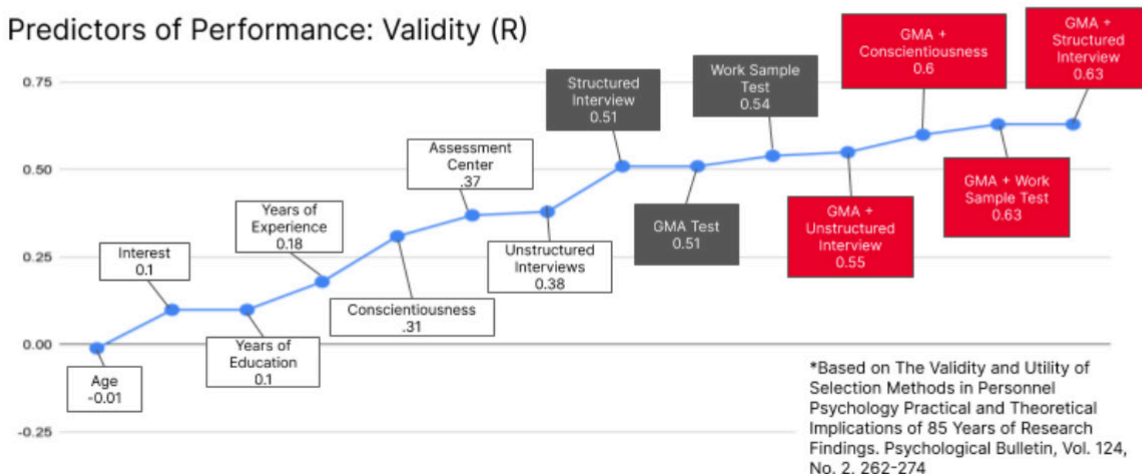 Predictors of Performance: Validity (R)
0.75
0.50
0.25
0.00
-0.25
Age
-0.01
Interest
0.1
Years of
Education
0.1
Years of
Experience
0.18
Conscientiousness
.31
Assessment
Center
.37
Unstructured
Interviews
0.38
Structured
Interview
0.51
GMA Test
0.51
Work Sample
Test
0.54
GMA +
Unstructured
Interview
0.55
GMA +
Conscientiousness
0.6
GMA + Work
Sample Test
0.63
GMA +
Structured
Interview
0.63
*Based on The Validity and Utility of
Selection Methods in Personnel
Psychology Practical and Theoretical
Implications of 85 Years of Research
Findings. Psychological Bulletin, Vol. 124,
No. 2, 262-274